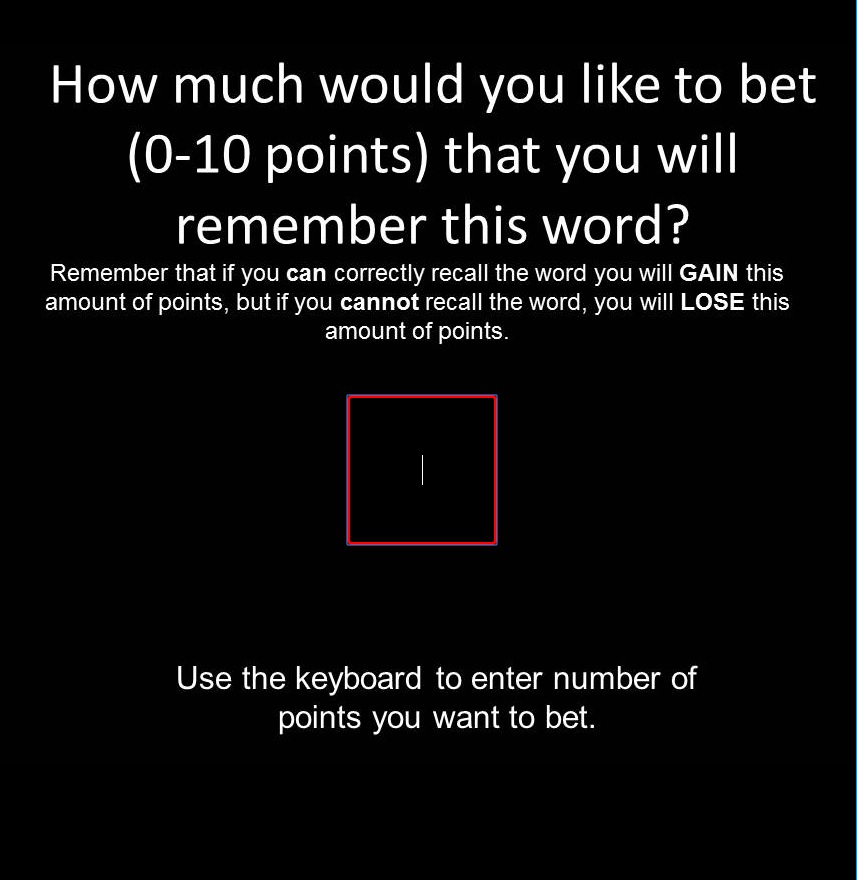 How much would you like to bet
(0-10 points) that you will
remember this word?
Remember that if you can correctly recall the word you will GAIN this
amount of points, but if you cannot recall the word, you will LOSE this
amount of points.
Use the keyboard to enter number of
points you want to bet.